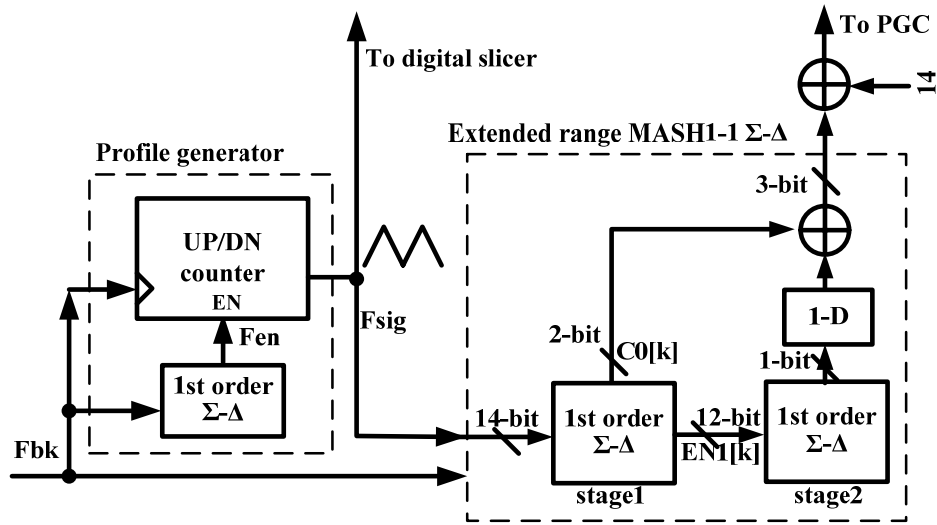 To PGC
14
To digital slicer
Extended range MASH1-1 Σ-Δ
Profile generator
3-bit
UP/DN
counter
EN
Fsig
Fen
1-D
2-bit
C0[k]
1-bit
1st order
Σ-Δ
14-bit
1st order
Σ-Δ
12-bit
EN1[k]
1st order
Σ-Δ
Fbk
stage1
stage2